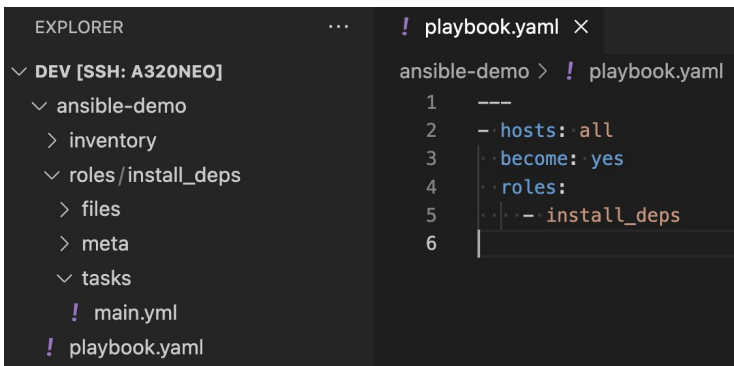 EXPLORER ...
DEV [SSH: A320NEO]
ansible-demo
inventory
roles/install_deps
files
meta
tasks
! main.yml
! playbook.yaml
! playbook.yaml ×
ansible-demo > ! playbook.yaml
1 ---
2 - hosts: all
3   become: yes
4   roles:
5     - install_deps
6